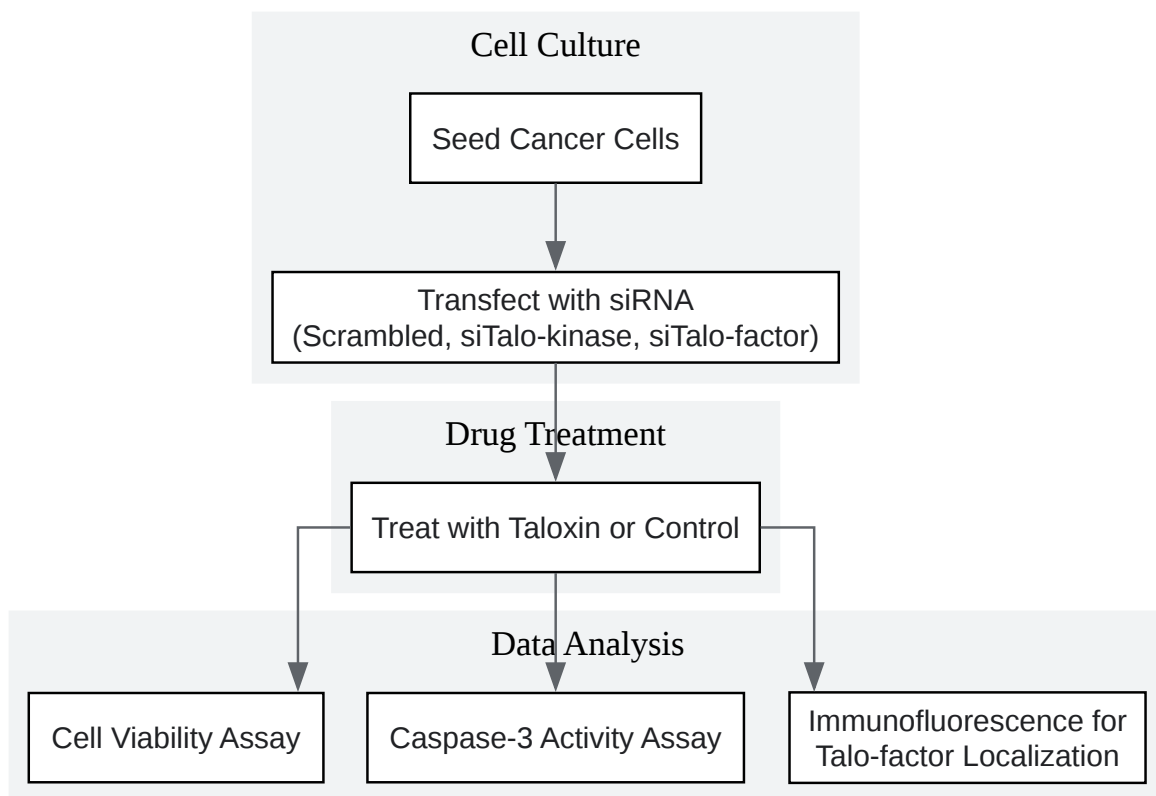 Cell Culture
Seed Cancer Cells
Transfect with siRNA
(Scrambled, siTalo-kinase, siTalo-factor)
Drug Treatment
Treat with Taloxin or Control
Data Analysis
Cell Viability Assay
Caspase-3 Activity Assay
Immunofluorescence for
Talo-factor Localization